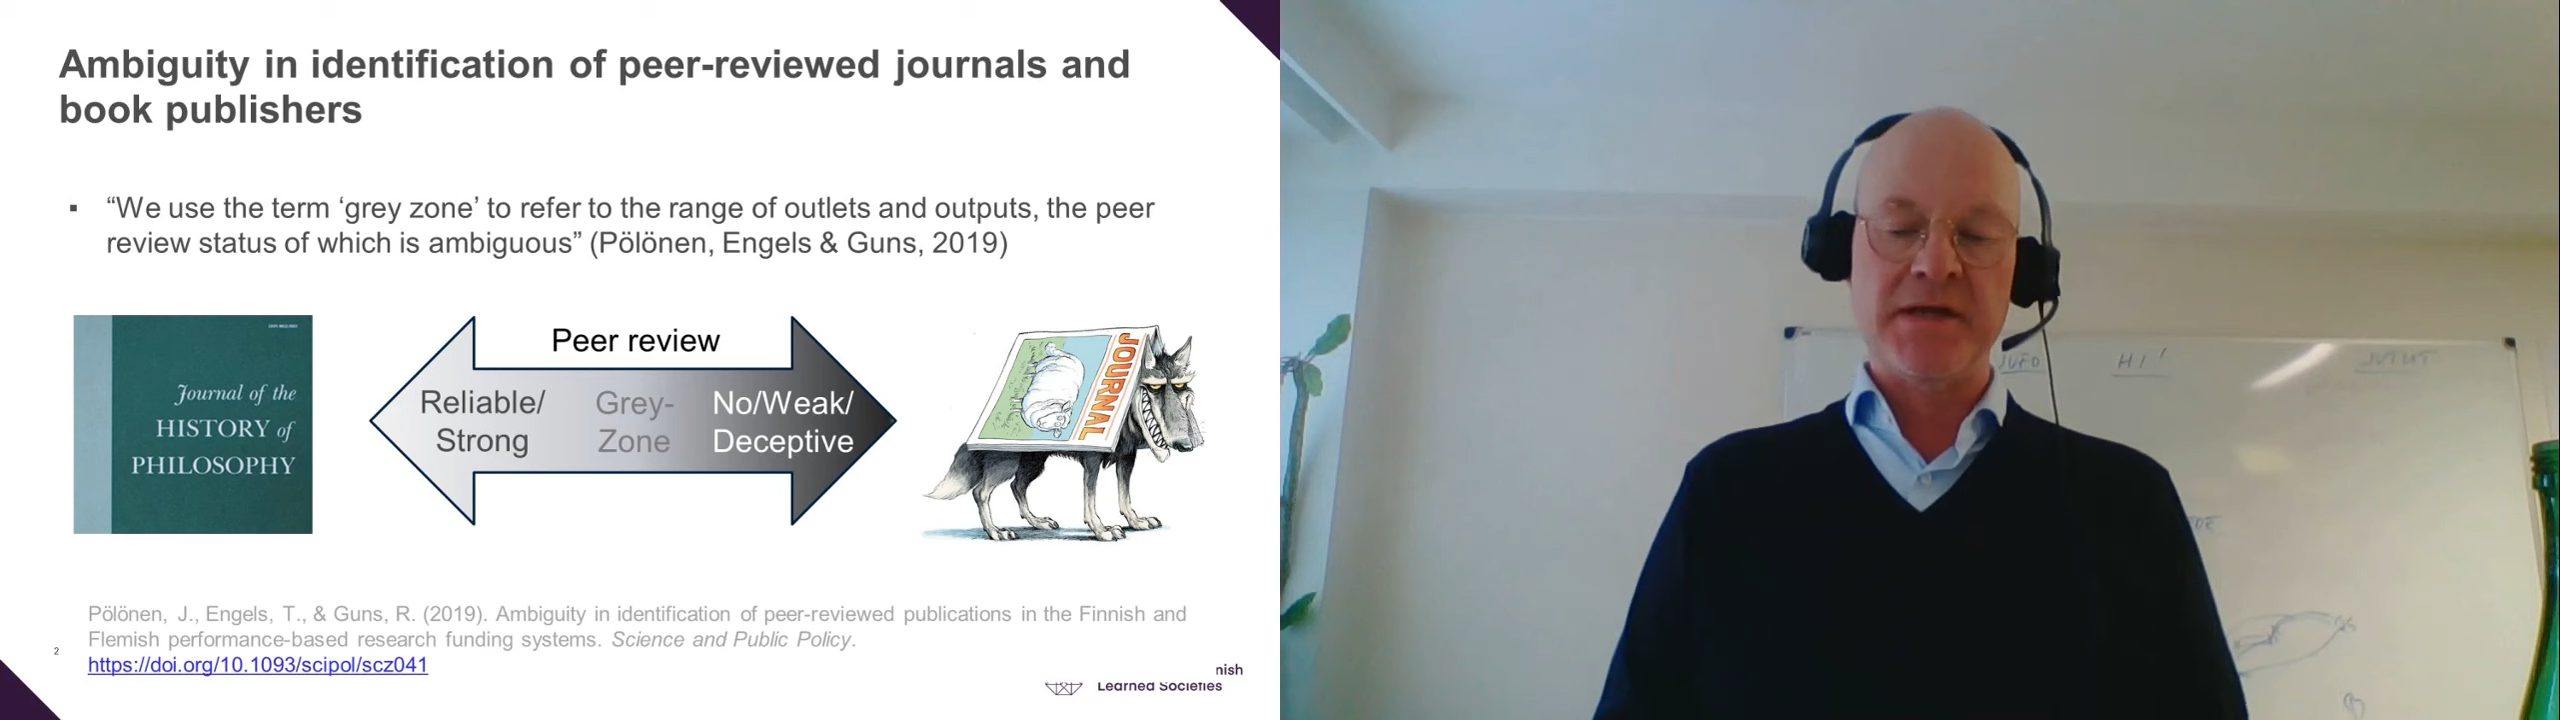 Ambiguity in identification of peer-reviewed journals and
book publishers
▪ “We use the term ‘grey zone’ to refer to the range of outlets and outputs, the peer
review status of which is ambiguous” (Pölönen, Engels & Guns, 2019)
Journal of the
HISTORY of
PHILOSOPHY
Peer review
Reliable/
Strong
Grey-
Zone
No/Weak/
Deceptive
JOURNAL
Pölönen, J., Engels, T., & Guns, R. (2019). Ambiguity in identification of peer-reviewed publications in the Finnish and
Flemish performance-based research funding systems. Science and Public Policy.
https://doi.org/10.1093/scipol/scz041
2
nish
Learned Societies
JUFO
HI'